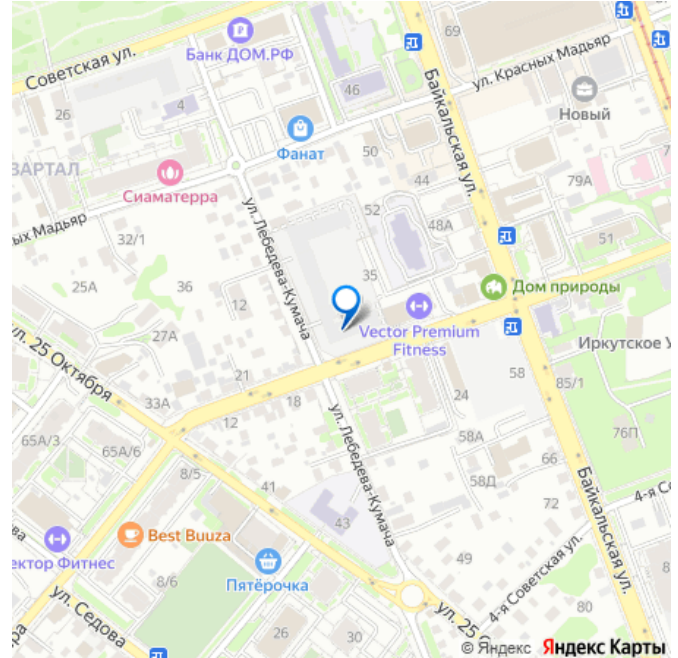 69
Советская ул.
Банк ДОМ.РФ
Байкальская ул.
ул. Красных Мадьяр
26
4
46
Новый
Фанат
50
ВАРТАЛ
Сиаматерра
44
79А
ых Мадьяр
52
48А
32/1
ул. Лебедева-Кумача
51
35
25А
36
12
Дом природы
Vector Premium
Fitness
27А
Иркутское У
ул. 25 Октября
21
58
85/1
33А
18
24
12
ул. Лебедева-Кумача
65А/3
65А/6
58А
76П
66
8/5
58Д
Байкальская ул.
72
4-я Со
Best Buuza
43
ектор Фитнес
49
4-я Советская ул.
Пятёрочка
8/6
80
8
ул. Седова
ул. 25 О
26
30
© Яндекс Яндекс Карты